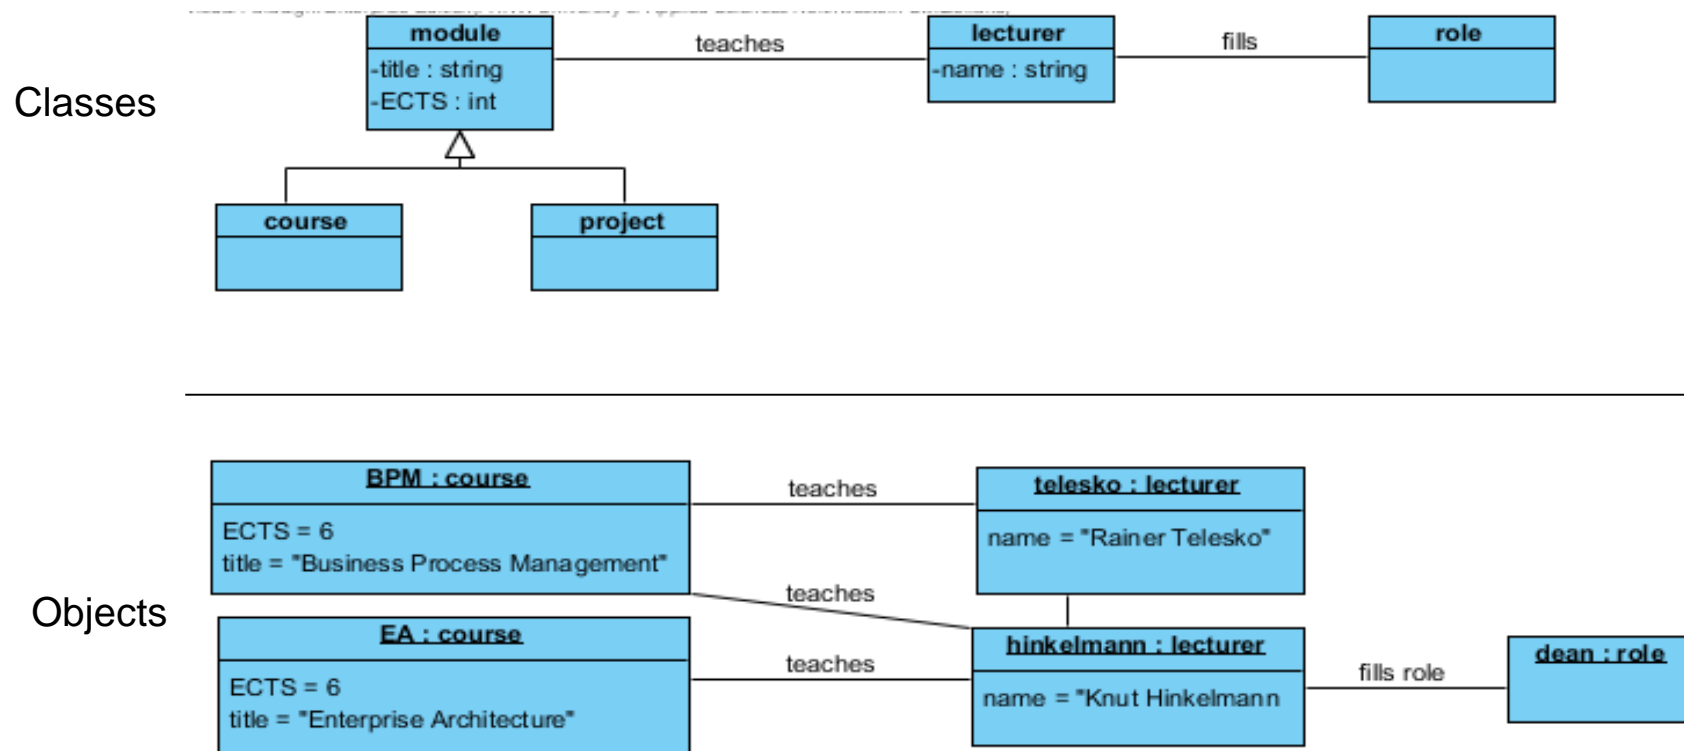 module
teaches
lecturer
fills
role
-title : string
-ECTS : int
-name : string
Classes
course
project
BPM : course
ECTS = 6
title = "Business Process Management"
teaches
telesko : lecturer
name = "Rainer Telesko"
teaches
Objects
EA : course
ECTS = 6
title = "Enterprise Architecture"
teaches
hinkelmann : lecturer
name = "Knut Hinkelmann
fills role
dean : role